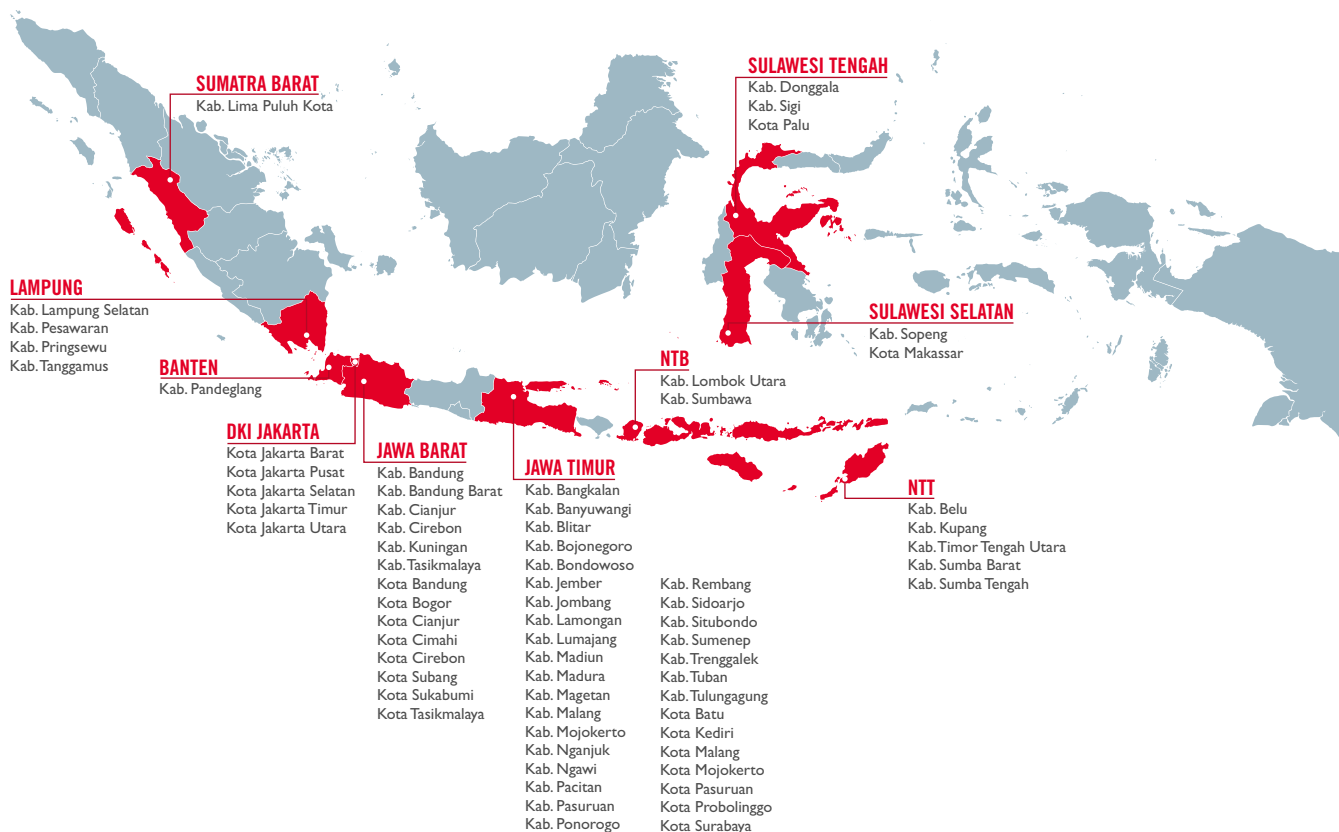 SUMATRA BARAT
Kab. Lima Puluh Kota
SULAWESI TENGAH
Kab. Donggala
Kab. Sigi
Kota Palu
LAMPUNG
Kab. Lampung Selatan
Kab. Pesawaran
Kab. Pringsewu
Kab. Tanggamus
BANTEN
Kab. Pandeglang
SULAWESI SELATAN
Kab. Sopeng
Kota Makassar
NTB
Kab. Lombok Utara
Kab. Sumbawa
DKI JAKARTA
Kota Jakarta Barat
Kota Jakarta Pusat
Kota Jakarta Selatan
Kota Jakarta Timur
Kota Jakarta Utara
JAWA BARAT
Kab. Bandung
Kab. Bandung Barat
Kab. Cianjur
Kab. Cirebon
Kab. Kuningan
Kab. Tasikmalaya
Kota Bandung
Kota Bogor
Kota Cianjur
Kota Cimahi
Kota Cirebon
Kota Subang
Kota Sukabumi
Kota Tasikmalaya
JAWA TIMUR
Kab. Bangkalan
Kab. Banyuwangi
Kab. Blitar
Kab. Bojonegoro
Kab. Bondowoso
Kab. Jember
Kab. Jombang
Kab. Lamongan
Kab. Lumajang
Kab. Madiun
Kab. Madura
Kab. Magetan
Kab. Malang
Kab. Mojokerto
Kab. Nganjuk
Kab. Ngawi
Kab. Pacitan
Kab. Pasuruan
Kab. Ponorogo
Kab. Rembang
Kab. Sidoarjo
Kab. Situbondo
Kab. Sumenep
Kab. Trenggalek
Kab. Tuban
Kab. Tulungagung
Kota Batu
Kota Kediri
Kota Malang
Kota Mojokerto
Kota Pasuruan
Kota Probolinggo
Kota Surabaya
NTT
Kab. Belu
Kab. Kupang
Kab. Timor Tengah Utara
Kab. Sumba Barat
Kab. Sumba Tengah